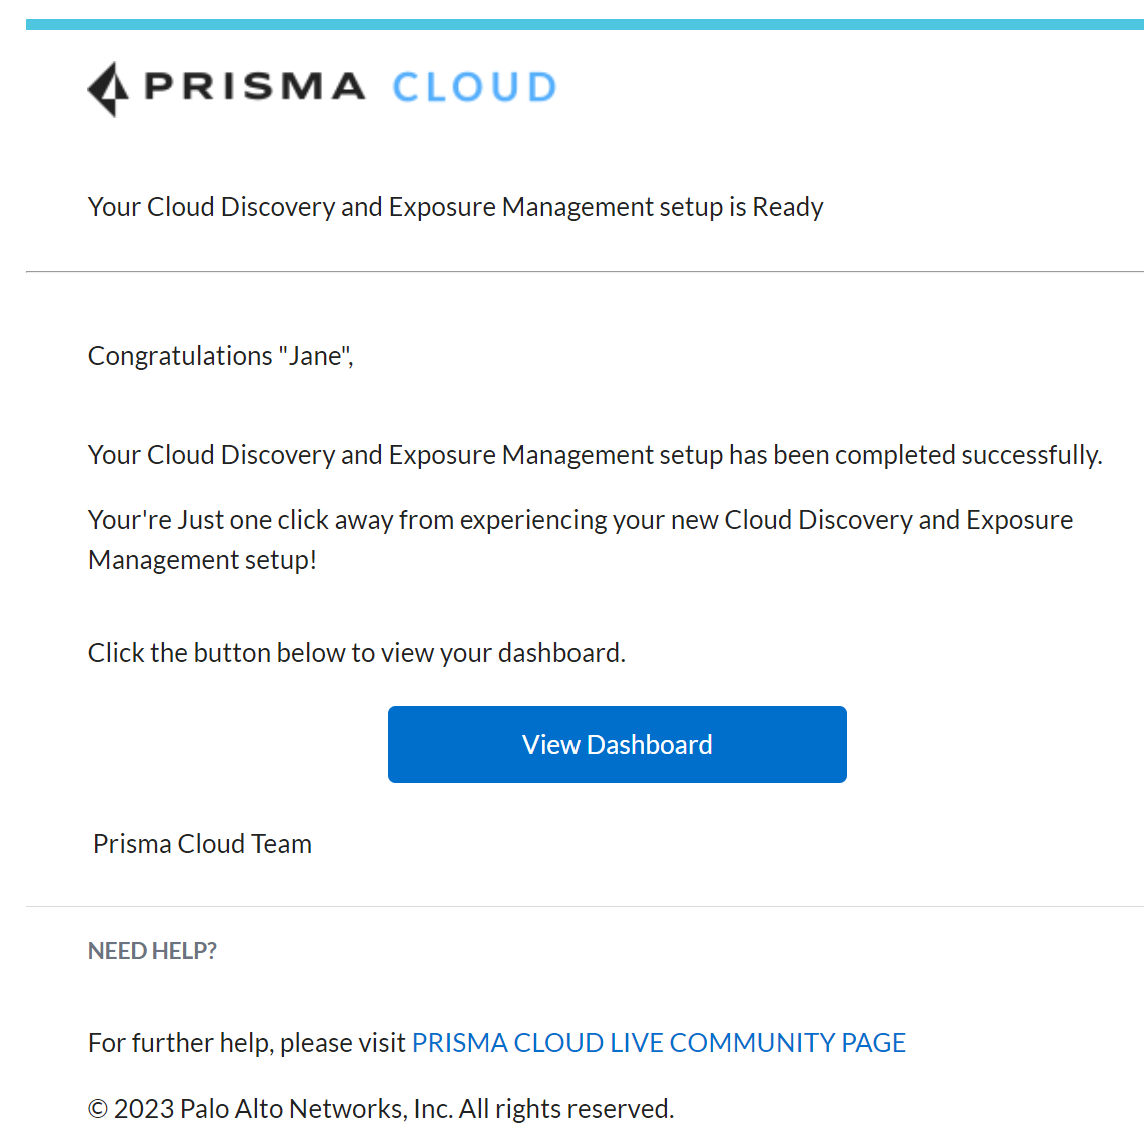 PRISMA CLOUD
Your Cloud Discovery and Exposure Management setup is Ready
Congratulations "Jane",
Your Cloud Discovery and Exposure Management setup has been completed successfully.
Your're Just one click away from experiencing your new Cloud Discovery and Exposure
Management setup!
Click the button below to view your dashboard.
View Dashboard
Prisma Cloud Team
NEED HELP?
For further help, please visit PRISMA CLOUD LIVE COMMUNITY PAGE
© 2023 Palo Alto Networks, Inc. All rights reserved.